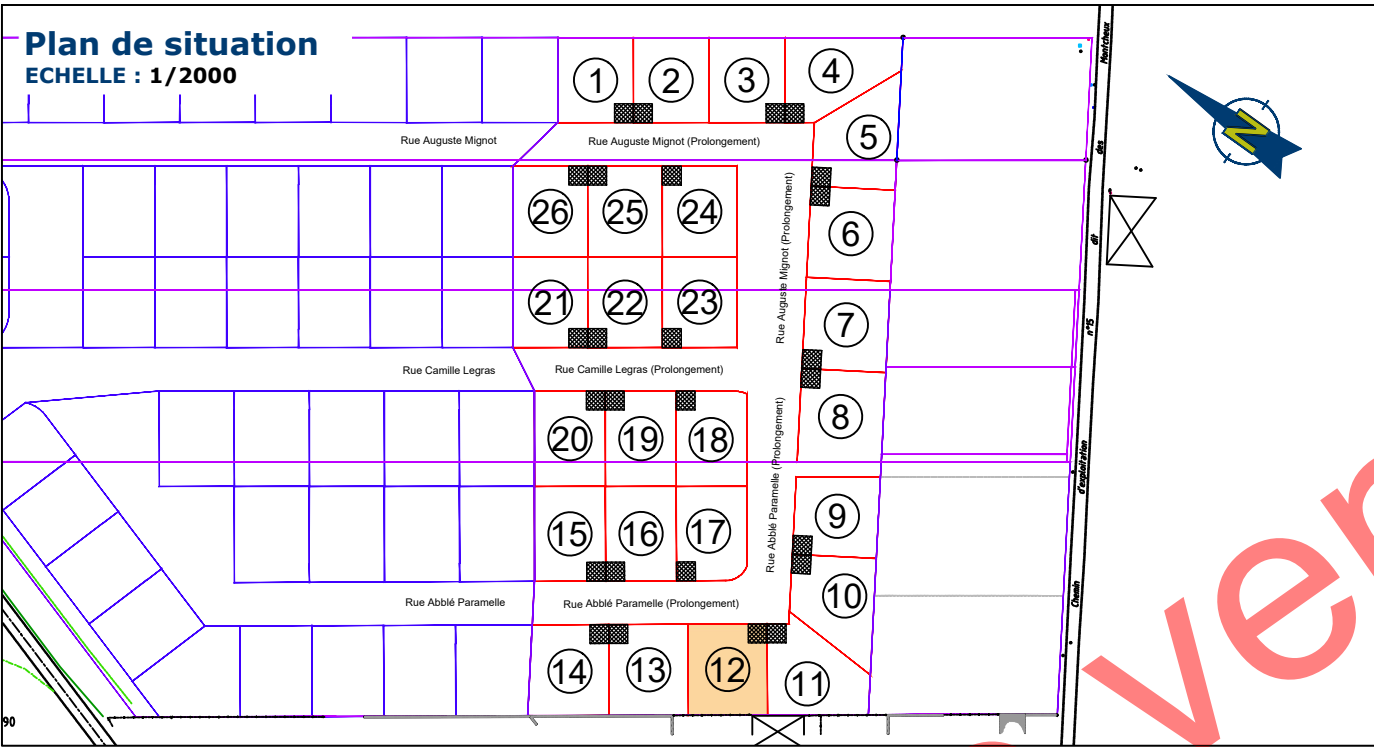 Plan de situation
ECHELLE : 1/2000
1
2
3
4
5
Rue Auguste Mignot
Rue Auguste Mignot (Prolongement)
26
25
24
6
Rue Auguste Mignot (Prolongement)
21
22
23
7
Rue Camille Legras
Rue Camille Legras (Prolongement)
20
19
18
8
Rue Abblé Paramelle (Prolongement)
15
16
17
9
10
Rue Abblé Paramelle
Rue Abblé Paramelle (Prolongement)
14
13
12
11
90
Chemin d'exploitation n°15 dit des Montcheux
N
ver